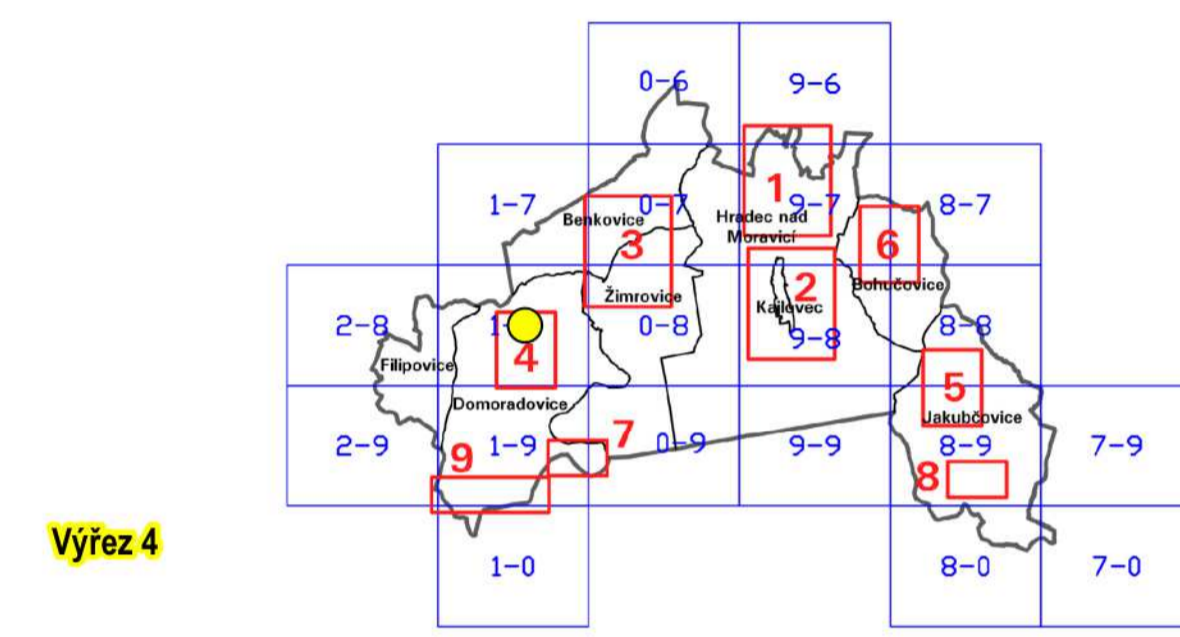 0-6
9-6
1
1-7
0-7
9-7
8-7
Benkovice
Hradec nad
Moravicí
3
6
Bohučovice
Žimrovice
2
Kajlovec
2-8
0-8
9-8
8-8
4
Filipovice
5
Domoradovice
Jakubčovice
7
2-9
9
1-9
0-9
9-9
8-9
7-9
8
Výřez 4
1-0
8-0
7-0